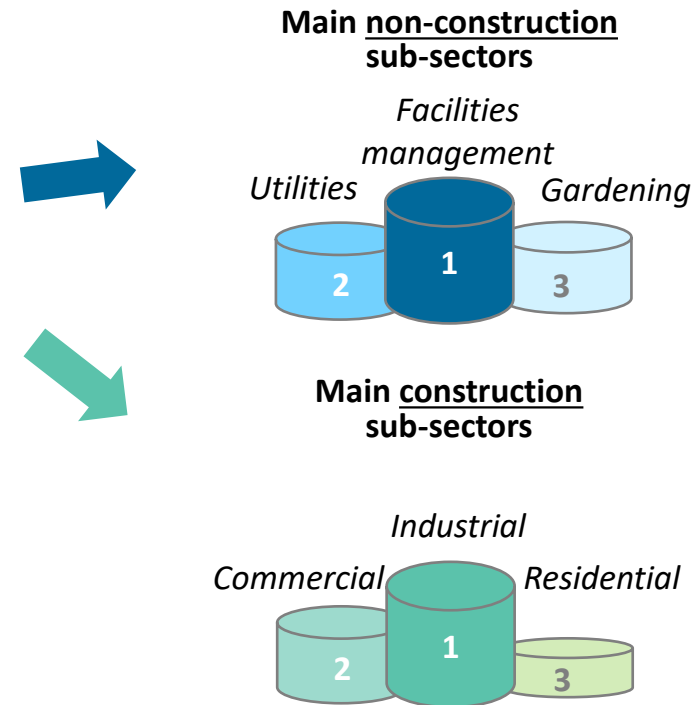 Main non-construction
sub-sectors
Facilities
management
Utilities
Gardening
1
2
3
Main construction
sub-sectors
Industrial
Commercial
Residential
1
2
3